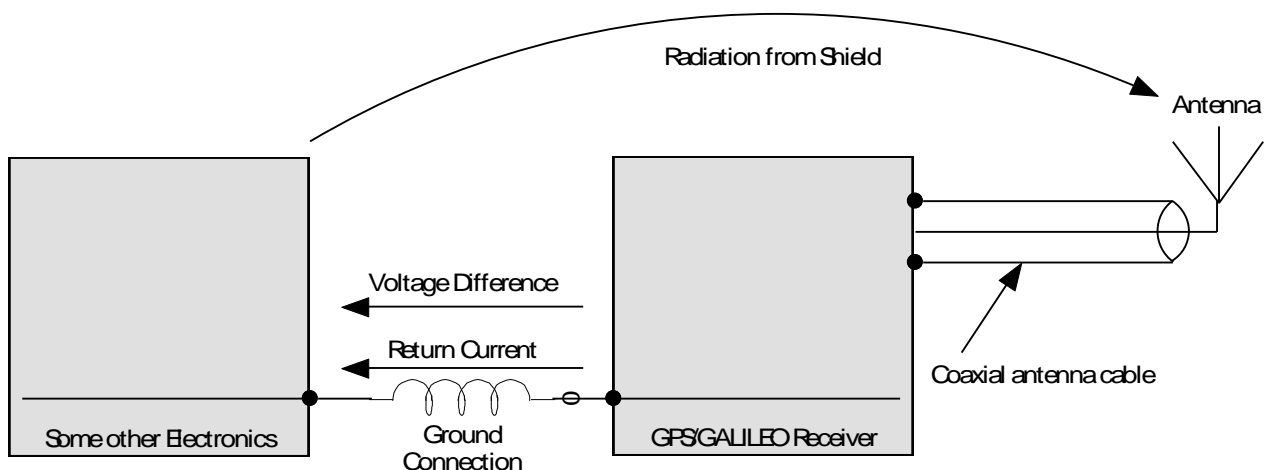 Radiation from Shield
Antenna
Voltage Difference
Return Current
Coaxial antenna cable
Some other Electronics
Ground
Connection
GPS/GALILEO Receiver